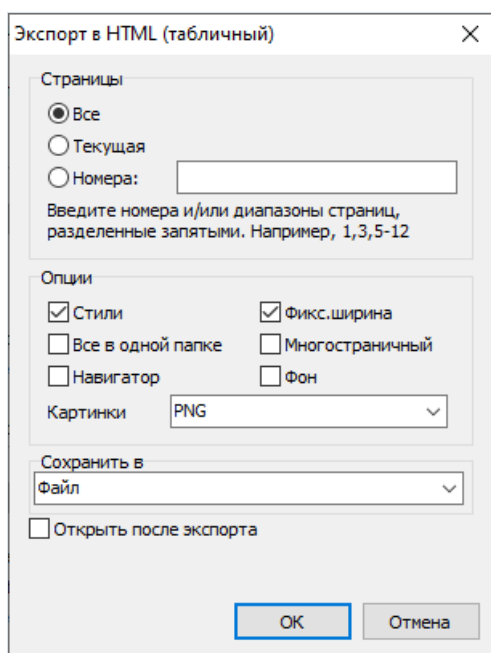 Экспорт в HTML (табличный)
Страницы
Все
Текущая
Номера:
Введите номера и/или диапазоны страниц,
разделенные запятыми. Например, 1,3,5-12
Опции
Стили
Фикс.ширина
Все в одной папке
Многостраничный
Навигатор
Фон
Картинки
PNG
Сохранить в
Файл
Открыть после экспорта
OK
Отмена